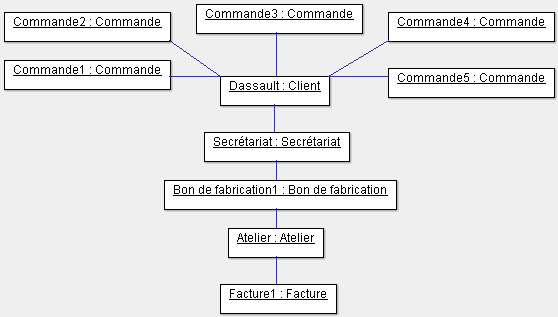 Commande2 : Commande
Commande3 : Commande
Commande4 : Commande
Commande1 : Commande
Commande5 : Commande
Dassault : Client
Secrétariat : Secrétariat
Bon de fabrication1 : Bon de fabrication
Atelier : Atelier
Facture1 : Facture